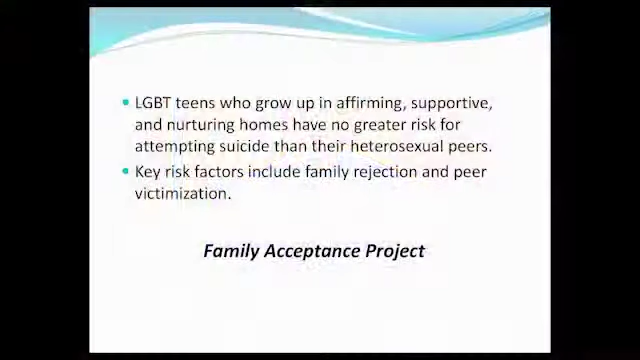 • LGBT teens who grow up in affirming, supportive,
and nurturing homes have no greater risk for
attempting suicide than their heterosexual peers.
• Key risk factors include family rejection and peer
victimization.
Family Acceptance Project